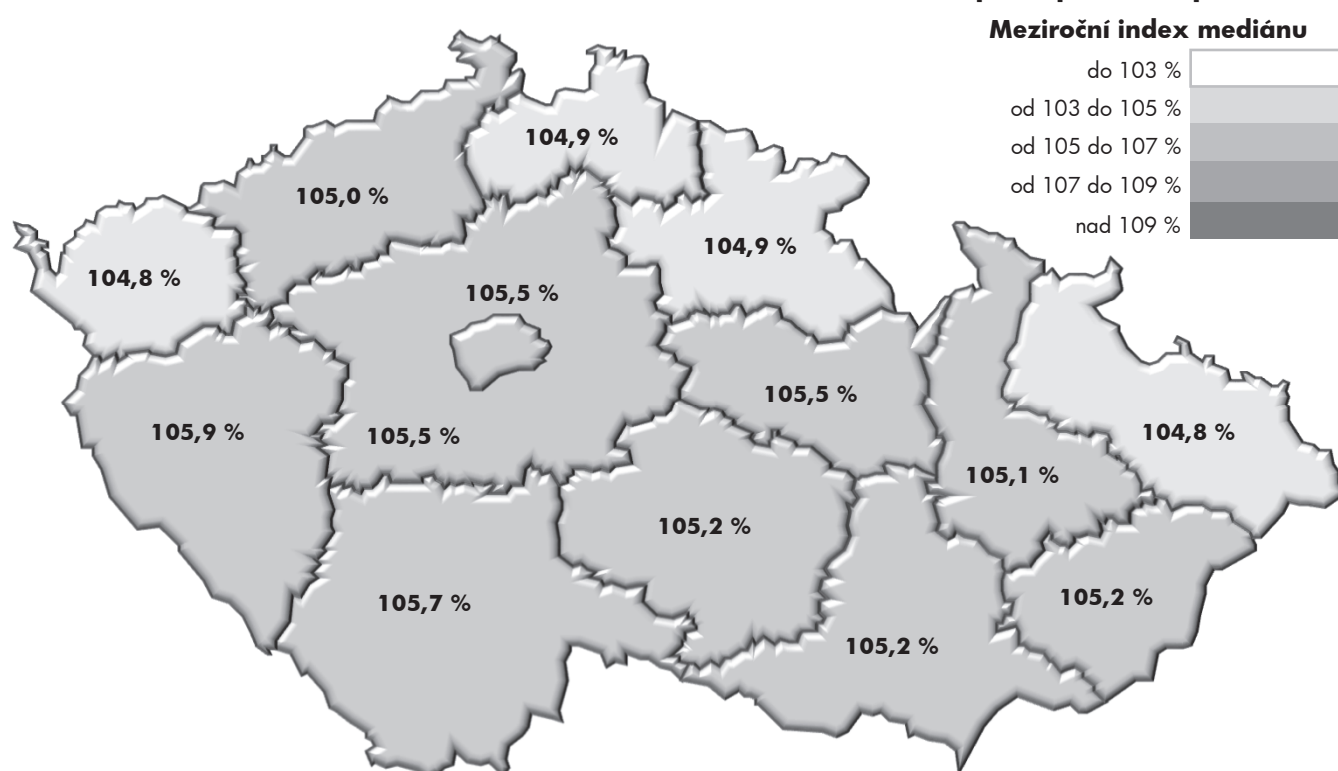 Meziroční index mediánu
do 103 %
od 103 do 105 %
od 105 do 107 %
od 107 do 109 %
nad 109 %
104,9 %
105,0 %
104,9 %
104,8 %
105,5 %
105,5 %
105,9 %
105,5 %
104,8 %
105,1 %
105,2 %
105,7 %
105,2 %
105,2 %